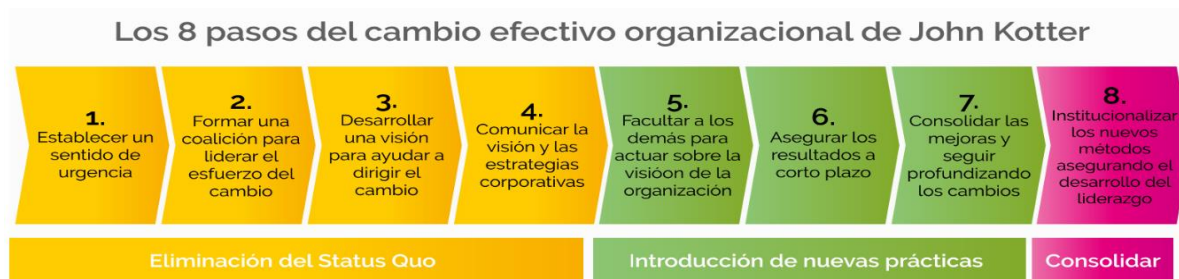 Los 8 pasos del cambio efectivo organizacional de John Kotter
1.
Establecer un
sentido de
urgencia
2.
Formar una
coalición para
liderar el
esfuerzo del
cambio
3.
Desarrollar
una visión
para ayudar a
dirigir el
cambio
4.
Comunicar la
visión y las
estrategias
corporativas
5.
Facultar a los
demás para
actuar sobre la
visióon de la
organización
6.
Asegurar los
resultados a
corto plazo
7.
Consolidar las
mejoras y
seguir
profundizando
los cambios
8.
Institucionalizar
los nuevos
métodos
asegurando el
desarrollo del
liderazgo
Eliminación del Status Quo
Introducción de nuevas prácticas
Consolidar